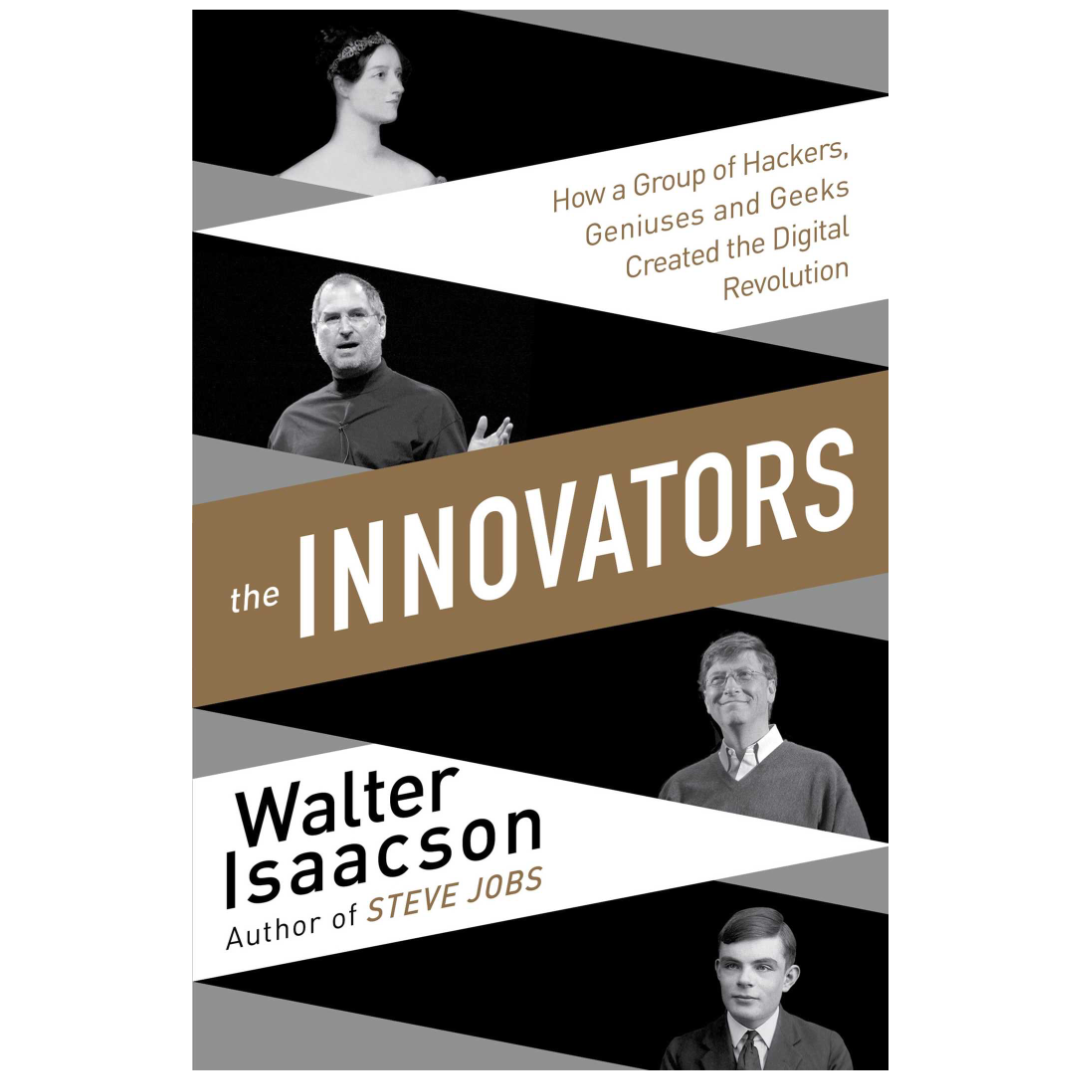 How a Group of Hackers,
Geniuses and Geeks
Created the Digital
Revolution
the INNOVATORS
Walter
Isaacson
Author of STEVE JOBS